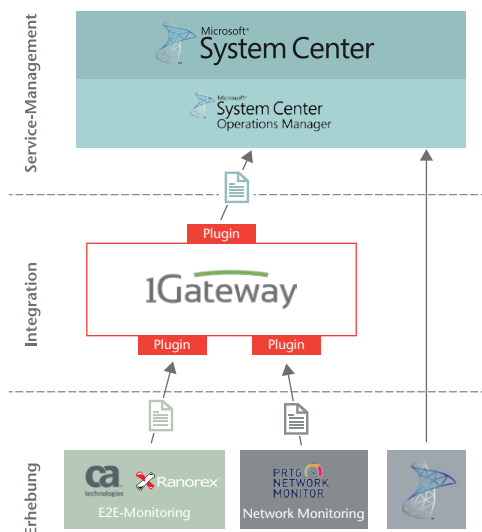 Service-Management
Microsoft®
System Center
Microsoft®
System Center
Operations Manager
Integration
Plugin
1Gateway
Plugin
Plugin
Erhebung
ca
technologies
Ranorex
E2E-Monitoring
PRTG
NETWORK
MONITOR
Network Monitoring